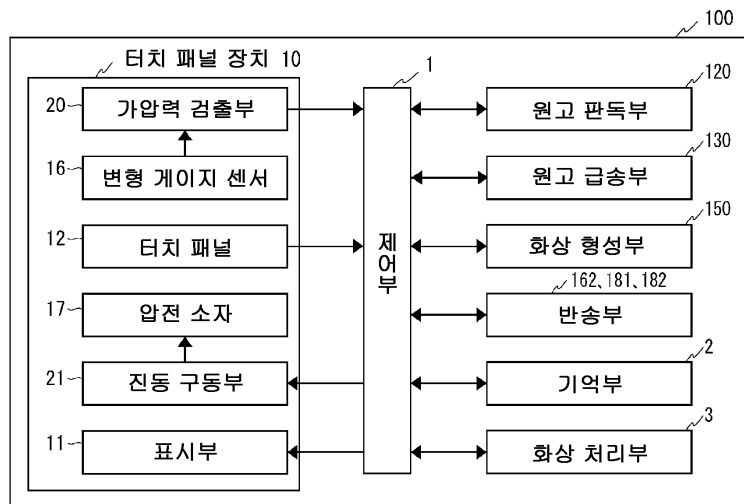 100
터치 패널 장치 10
1
120
20
가압력 검출부
원고 판독부
130
16
변형 게이지 센서
원고 급송부
150
12
터치 패널
제어부
화상 형성부
162、181、182
17
압전 소자
반송부
2
21
진동 구동부
기억부
3
11
표시부
화상 처리부